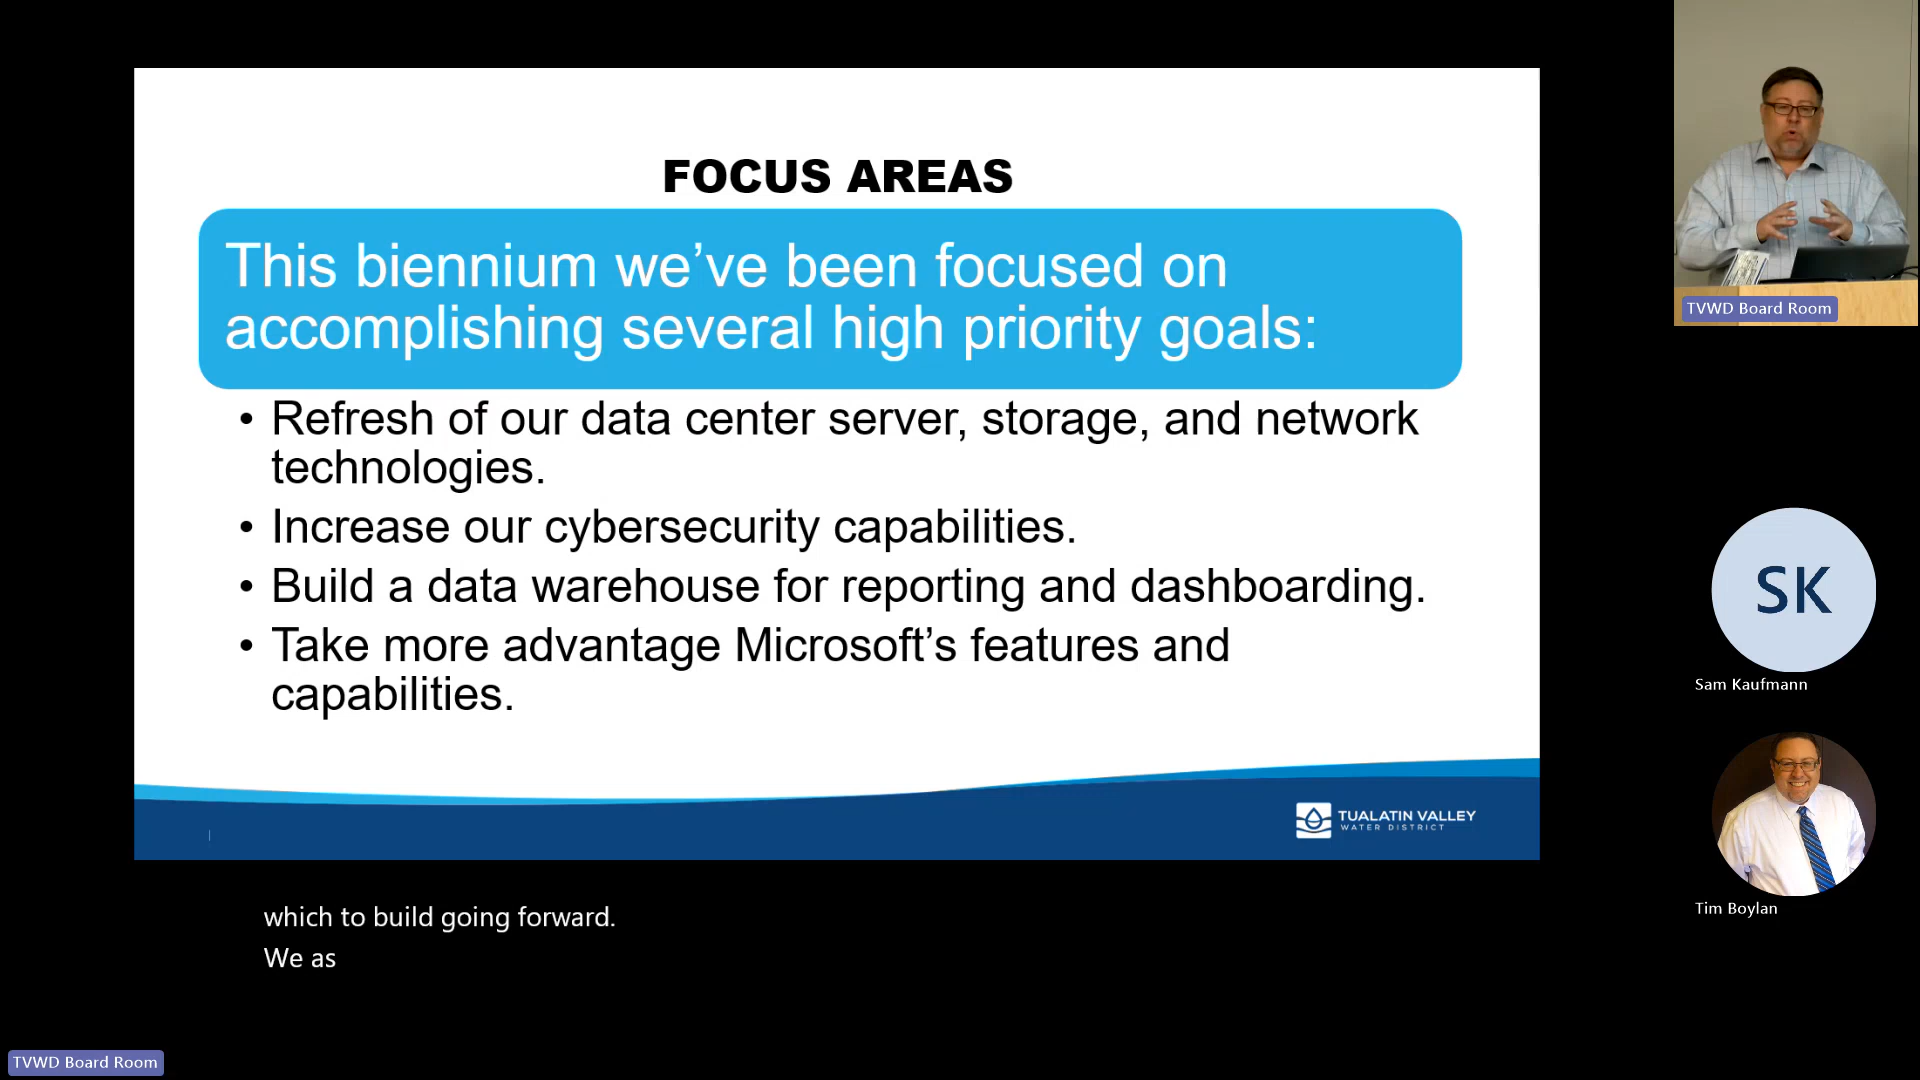 FOCUS AREAS
This biennium we’ve been focused on
accomplishing several high priority goals:
• Refresh of our data center server, storage, and network
technologies.
• Increase our cybersecurity capabilities.
• Build a data warehouse for reporting and dashboarding.
• Take more advantage Microsoft’s features and
capabilities.
TUALATIN VALLEY
WATER DISTRICT
which to build going forward.
We as
TVWD Board Room
TVWD Board Room
SK
Sam Kaufmann
Tim Boylan